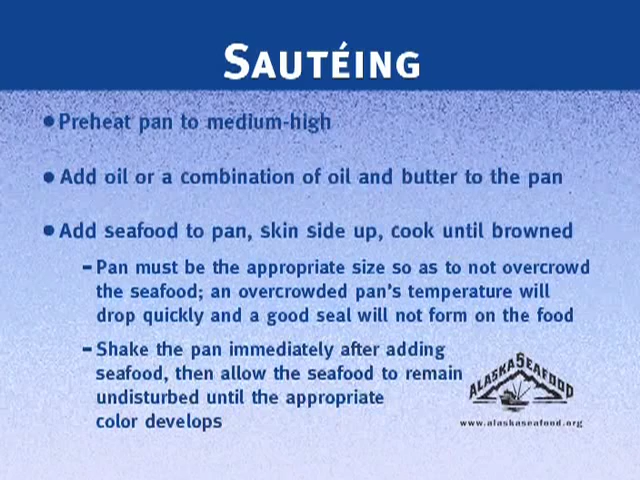 SAUTÉING
•Preheat pan to medium-high
•Add oil or a combination of oil and butter to the pan
•Add seafood to pan, skin side up, cook until browned
–Pan must be the appropriate size so as to not overcrowd
the seafood; an overcrowded pan's temperature will
drop quickly and a good seal will not form on the food
–Shake the pan immediately after adding
seafood, then allow the seafood to remain
undisturbed until the appropriate
color develops
ALASKA SEAFOOD
www.alaskaseafood.org